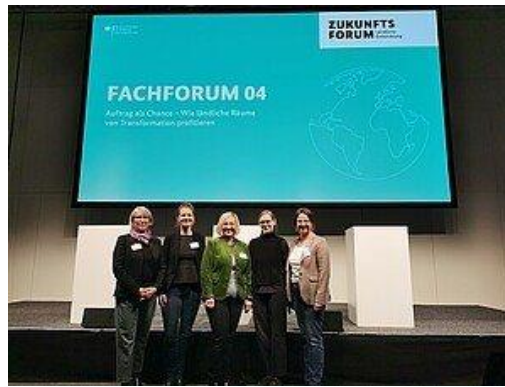 ZUKUNFTS
FORUM
FACHFORUM 04
Auftrag als Chance – Wie ländliche Räume
von Transformation profitieren